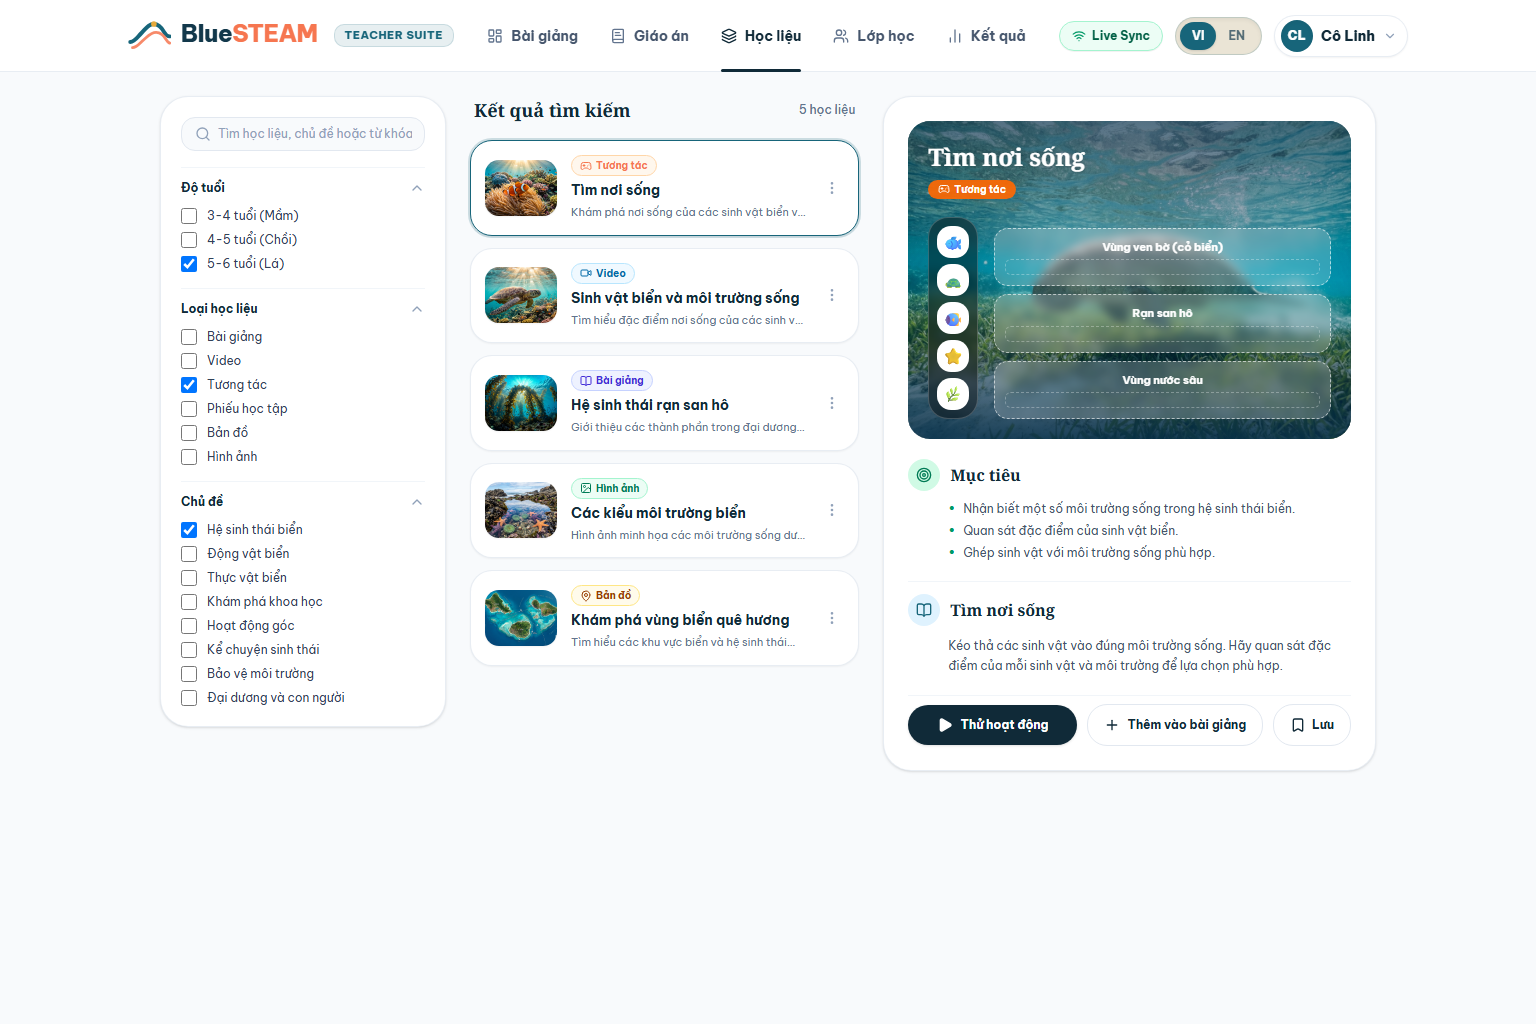 BlueSTEAM
TEACHER SUITE
Bài giảng
Giáo án
Học liệu
Lớp học
Kết quả
Live Sync
VI
EN
CL
Cô Linh
Tìm học liệu, chủ đề hoặc từ khóa
Độ tuổi
3-4 tuổi (Mầm)
4-5 tuổi (Chồi)
5-6 tuổi (Lá)
Loại học liệu
Bài giảng
Video
Tương tác
Phiếu học tập
Bản đồ
Hình ảnh
Chủ đề
Hệ sinh thái biển
Động vật biển
Thực vật biển
Khám phá khoa học
Hoạt động góc
Kể chuyện sinh thái
Bảo vệ môi trường
Đại dương và con người
Kết quả tìm kiếm
5 học liệu
Tương tác
Tìm nơi sống
Khám phá nơi sống của các sinh vật biển v...
Video
Sinh vật biển và môi trường sống
Tìm hiểu đặc điểm nơi sống của các sinh v...
Bài giảng
Hệ sinh thái rạn san hô
Giới thiệu các thành phần trong đại dương...
Hình ảnh
Các kiểu môi trường biển
Hình ảnh minh họa các môi trường sống dư...
Bản đồ
Khám phá vùng biển quê hương
Tìm hiểu các khu vực biển và hệ sinh thái...
Tìm nơi sống
Tương tác
Vùng ven bờ (cỏ biển)
Rạn san hô
Vùng nước sâu
Mục tiêu
• Nhận biết một số môi trường sống trong hệ sinh thái biển.
• Quan sát đặc điểm của sinh vật biển.
• Ghép sinh vật với môi trường sống phù hợp.
Tìm nơi sống
Kéo thả các sinh vật vào đúng môi trường sống. Hãy quan sát đặc
điểm của mỗi sinh vật và môi trường để lựa chọn phù hợp.
Thử hoạt động
Thêm vào bài giảng
Lưu